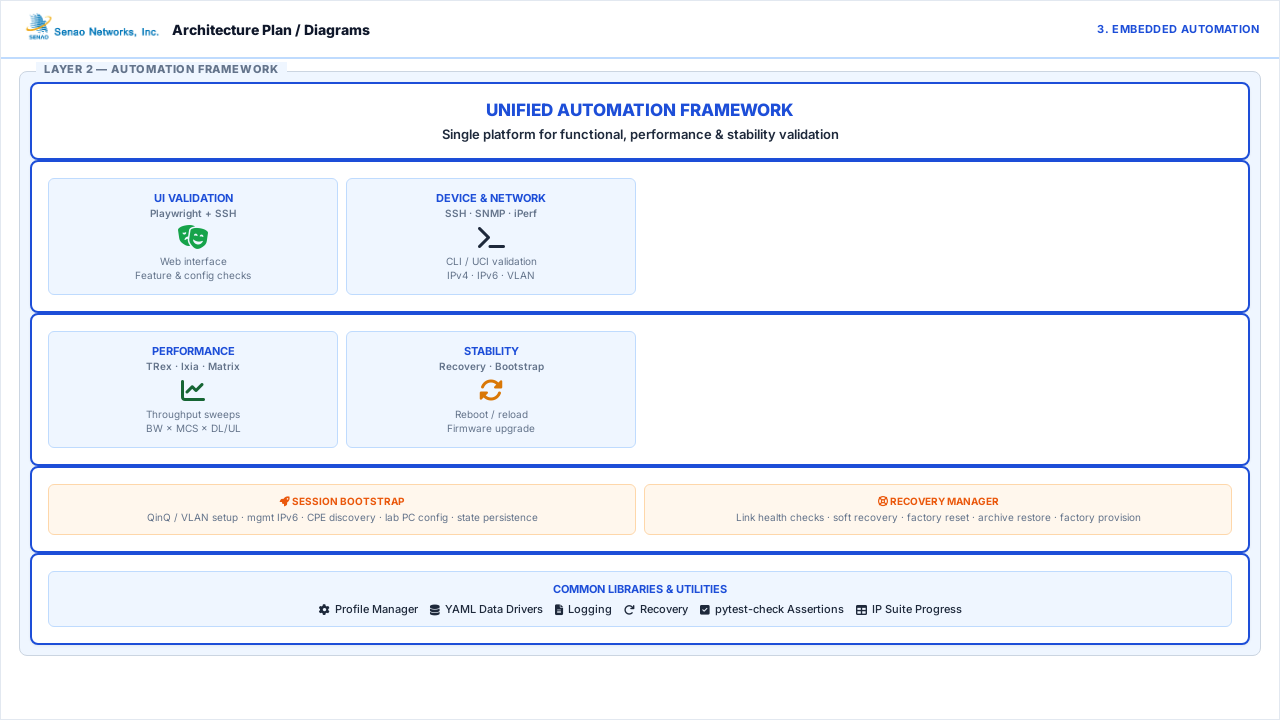 SENAO
Senao Networks, Inc.
Architecture Plan / Diagrams
3. EMBEDDED AUTOMATION
LAYER 2 — AUTOMATION FRAMEWORK
UNIFIED AUTOMATION FRAMEWORK
Single platform for functional, performance & stability validation
UI VALIDATION
Playwright + SSH
Web interface
Feature & config checks
DEVICE & NETWORK
SSH · SNMP · iPerf
CLI / UCI validation
IPv4 · IPv6 · VLAN
PERFORMANCE
TRex · Ixia · Matrix
Throughput sweeps
BW × MCS × DL/UL
STABILITY
Recovery · Bootstrap
Reboot / reload
Firmware upgrade
SESSION BOOTSTRAP
QinQ / VLAN setup · mgmt IPv6 · CPE discovery · lab PC config · state persistence
RECOVERY MANAGER
Link health checks · soft recovery · factory reset · archive restore · factory provision
COMMON LIBRARIES & UTILITIES
Profile Manager YAML Data Drivers Logging Recovery pytest-check Assertions IP Suite Progress